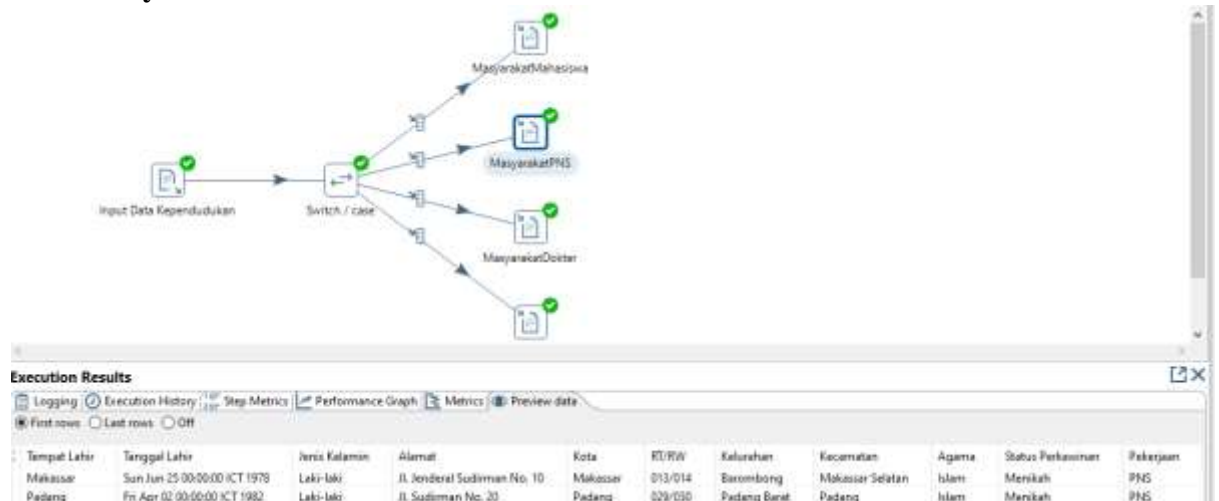 MasyarakatMahasiswa
MasyarakatPNS
Input Data Kependudukan
Switch / case
MasyarakatDokter
Execution Results
Logging Execution History Step Metrics Performance Graph Metrics Preview data
First rows Last rows Off
Tempat Lahir Tanggal Lahir Jenis Kelamin Alamat Kota RT/RW Kelurahan Kecamatan Agama Status Perkawinan Pekerjaan
Makassar Sun Jun 25 00:00:00 ICT 1978 Laki-laki Jl. Jenderal Sudirman No. 10 Makassar 013/014 Barombong Makassar Selatan Islam Menikah PNS
Padang Fri Apr 02 00:00:00 ICT 1982 Laki-laki Jl. Sudirman No. 20 Padang 029/030 Padang Barat Padang Islam Menikah PNS